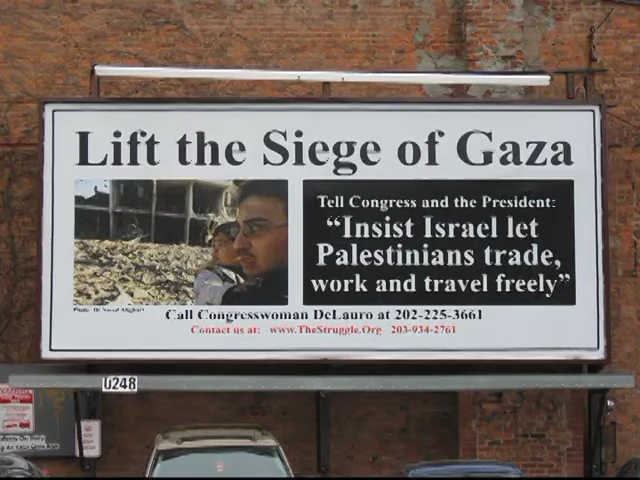 Lift the Siege of Gaza
Tell Congress and the President:
“Insist Israel let
Palestinians trade,
work and travel freely”
Call Congresswoman DeLauro at 202-225-3661
Contact us at: www.TheStruggle.Org 203-934-2761
0248